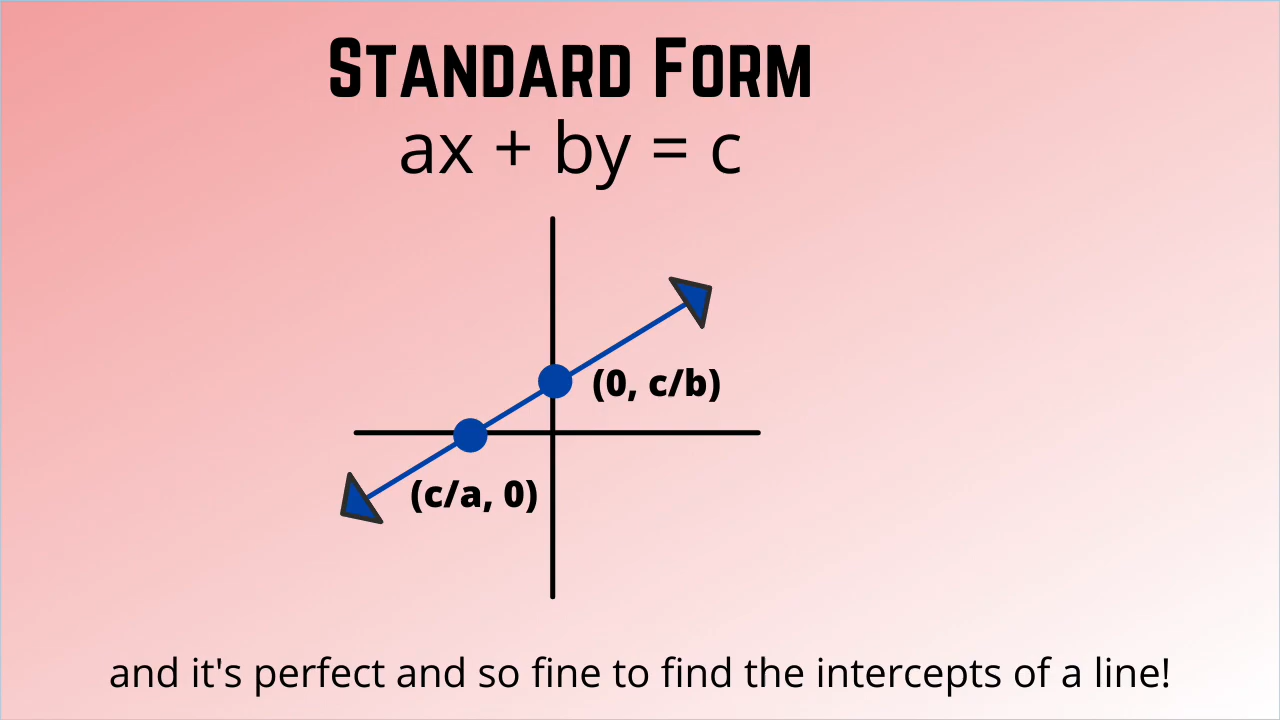 Standard Form
ax + by = c
(0, c/b)
(c/a, 0)
and it's perfect and so fine to find the intercepts of a line!